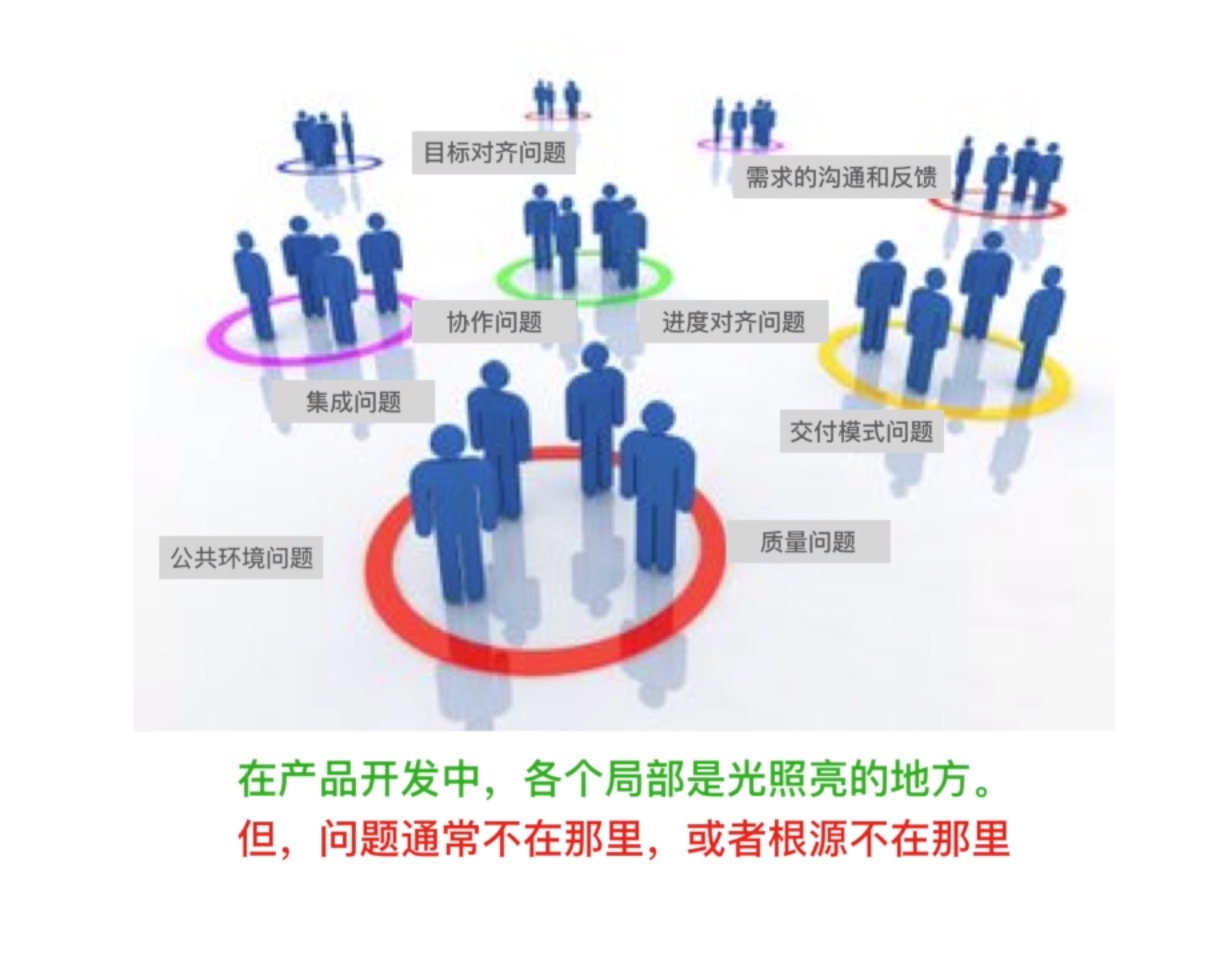 目标对齐问题
需求的沟通和反馈
协作问题
进度对齐问题
集成问题
交付模式问题
质量问题
公共环境问题
在产品开发中，各个局部是光照亮的地方。
但，问题通常不在那里，或者根源不在那里